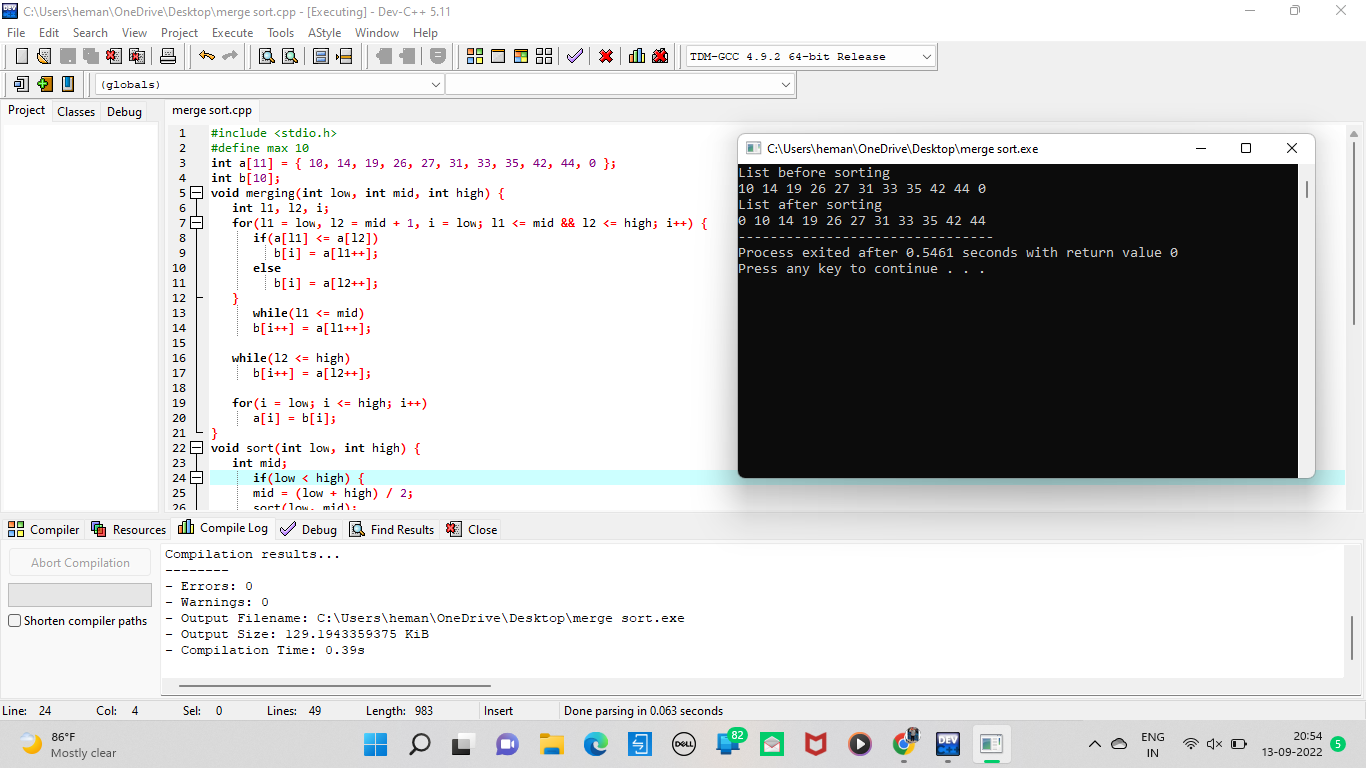 C:\Users\heman\OneDrive\Desktop\merge sort.cpp - [Executing] - Dev-C++ 5.11
File Edit Search View Project Execute Tools AStyle Window Help
TDM-GCC 4.9.2 64-bit Release
(globals)
Project Classes Debug
merge sort.cpp
1 #include <stdio.h>
2 #define max 10
3 int a[11] = { 10, 14, 19, 26, 27, 31, 33, 35, 42, 44, 0 };
4 int b[10];
5 void merging(int low, int mid, int high) {
6 int l1, l2, i;
7 for(l1 = low, l2 = mid + 1, i = low; l1 <= mid && l2 <= high; i++) {
8 if(a[l1] <= a[l2])
9 b[i] = a[l1++];
10 else
11 b[i] = a[l2++];
12 }
13 while(l1 <= mid)
14 b[i++] = a[l1++];
15
16 while(l2 <= high)
17 b[i++] = a[l2++];
18
19 for(i = low; i <= high; i++)
20 a[i] = b[i];
21 }
22 void sort(int low, int high) {
23 int mid;
24 if(low < high) {
25 mid = (low + high) / 2;
26 sort(low, mid);
C:\Users\heman\OneDrive\Desktop\merge sort.exe
List before sorting
10 14 19 26 27 31 33 35 42 44 0
List after sorting
0 10 14 19 26 27 31 33 35 42 44
--------------------------------
Process exited after 0.5461 seconds with return value 0
Press any key to continue . . .
Compiler Resources Compile Log Debug Find Results Close
Abort Compilation
Shorten compiler paths
Compilation results...
--------
- Errors: 0
- Warnings: 0
- Output Filename: C:\Users\heman\OneDrive\Desktop\merge sort.exe
- Output Size: 129.1943359375 KiB
- Compilation Time: 0.39s
Line: 24 Col: 4 Sel: 0 Lines: 49 Length: 983 Insert Done parsing in 0.063 seconds
86°F
Mostly clear
DELL
82
DEV
ENG
IN
20:54
13-09-2022
5